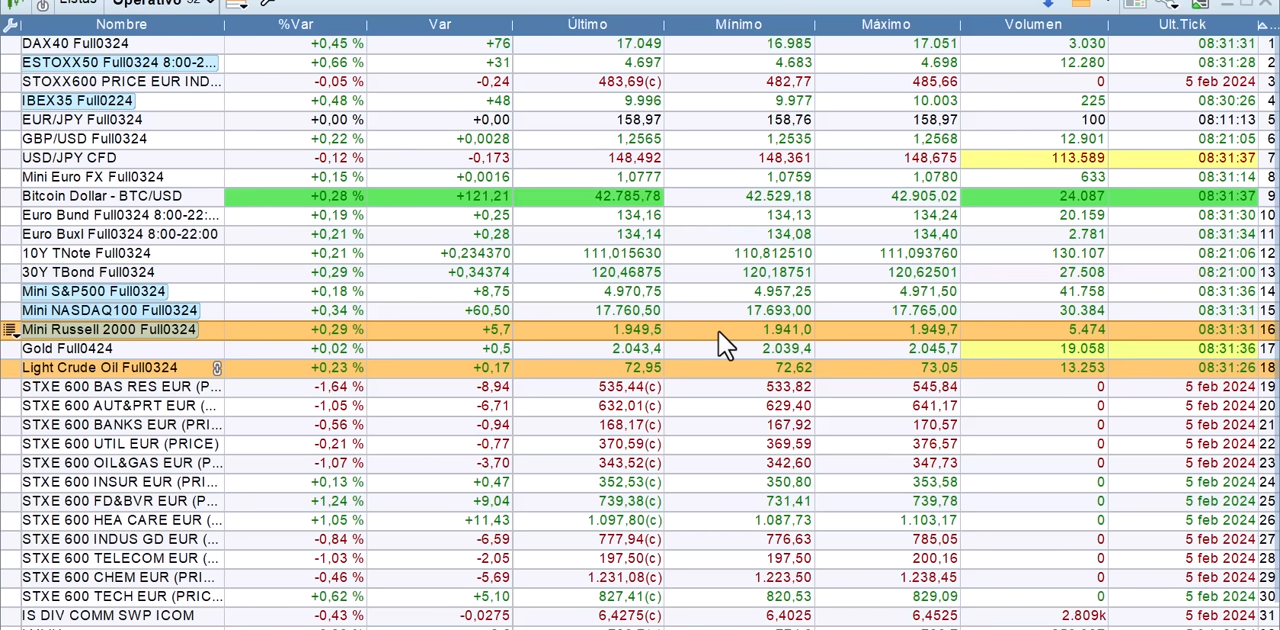 Listas Operativo
Nombre %Var Var Último Mínimo Máximo Volumen Ult.Tick
DAX40 Full0324 +0,45 % +76 17.049 16.985 17.051 3.030 08:31:31 1
ESTOXX50 Full0324 8:00-2... +0,66 % +31 4.697 4.683 4.698 12.280 08:31:28 2
STOXX600 PRICE EUR IND... -0,05 % -0,24 483,69(c) 482,77 485,66 0 5 feb 2024 3
IBEX35 Full0224 +0,48 % +48 9.996 9.977 10.003 225 08:30:26 4
EUR/JPY Full0324 +0,00 % +0,00 158,97 158,76 158,97 100 08:11:13 5
GBP/USD Full0324 +0,22 % +0,0028 1,2565 1,2535 1,2568 12.901 08:21:05 6
USD/JPY CFD -0,12 % -0,173 148,492 148,361 148,675 113.589 08:31:37 7
Mini Euro FX Full0324 +0,15 % +0,0016 1,0777 1,0759 1,0780 633 08:31:14 8
Bitcoin Dollar - BTC/USD +0,28 % +121,21 42.785,78 42.529,18 42.905,02 24.087 08:31:37 9
Euro Bund Full0324 8:00-22:... +0,19 % +0,25 134,16 134,13 134,24 20.159 08:31:30 10
Euro Buxl Full0324 8:00-22:00 +0,21 % +0,28 134,14 134,08 134,40 2.781 08:31:34 11
10Y TNote Full0324 +0,21 % +0,234370 111,015630 110,812510 111,093760 130.107 08:21:06 12
30Y TBond Full0324 +0,29 % +0,34374 120,46875 120,18751 120,62501 27.508 08:21:00 13
Mini S&P500 Full0324 +0,18 % +8,75 4.970,75 4.957,25 4.971,50 41.758 08:31:36 14
Mini NASDAQ100 Full0324 +0,34 % +60,50 17.760,50 17.693,00 17.765,00 30.384 08:31:31 15
Mini Russell 2000 Full0324 +0,29 % +5,7 1.949,5 1.941,0 1.949,7 5.474 08:31:31 16
Gold Full0424 +0,02 % +0,5 2.043,4 2.039,4 2.045,7 19.058 08:31:36 17
Light Crude Oil Full0324 +0,23 % +0,17 72,95 72,62 73,05 13.253 08:31:26 18
STXE 600 BAS RES EUR (P... -1,64 % -8,94 535,44(c) 533,82 545,84 0 5 feb 2024 19
STXE 600 AUT&PRT EUR (... -1,05 % -6,71 632,01(c) 629,40 641,17 0 5 feb 2024 20
STXE 600 BANKS EUR (PRI... -0,56 % -0,94 168,17(c) 167,92 170,57 0 5 feb 2024 21
STXE 600 UTIL EUR (PRICE) -0,21 % -0,77 370,59(c) 369,59 376,57 0 5 feb 2024 22
STXE 600 OIL&GAS EUR (P... -1,07 % -3,70 343,52(c) 342,60 347,73 0 5 feb 2024 23
STXE 600 INSUR EUR (PRI... +0,13 % +0,47 352,53(c) 350,80 353,58 0 5 feb 2024 24
STXE 600 FD&BVR EUR (P... +1,24 % +9,04 739,38(c) 731,41 739,78 0 5 feb 2024 25
STXE 600 HEA CARE EUR (... +1,05 % +11,43 1.097,80(c) 1.087,73 1.103,17 0 5 feb 2024 26
STXE 600 INDUS GD EUR (... -0,84 % -6,59 777,94(c) 776,63 785,05 0 5 feb 2024 27
STXE 600 TELECOM EUR (... -1,03 % -2,05 197,50(c) 197,50 200,16 0 5 feb 2024 28
STXE 600 CHEM EUR (PRI... -0,46 % -5,69 1.231,08(c) 1.223,50 1.238,45 0 5 feb 2024 29
STXE 600 TECH EUR (PRIC... +0,62 % +5,10 827,41(c) 820,53 829,09 0 5 feb 2024 30
IS DIV COMM SWP ICOM -0,43 % -0,0275 6,4275(c) 6,4025 6,4525 2.809k 5 feb 2024 31